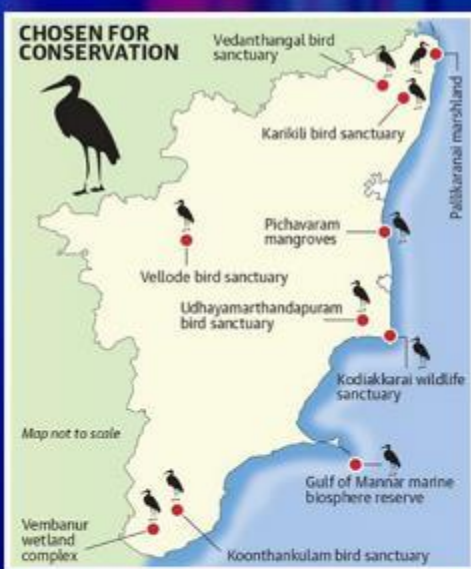 CHOSEN FOR
CONSERVATION
Vedanthangal bird
sanctuary
Karikili bird sanctuary
Pallikaranai marshland
Pichavaram
mangroves
Vellode bird sanctuary
Udhayamarthandapuram
bird sanctuary
Kodiakkarai wildlife
sanctuary
Map not to scale
Gulf of Mannar marine
biosphere reserve
Vembanur
wetland
complex
Koonthankulam bird sanctuary